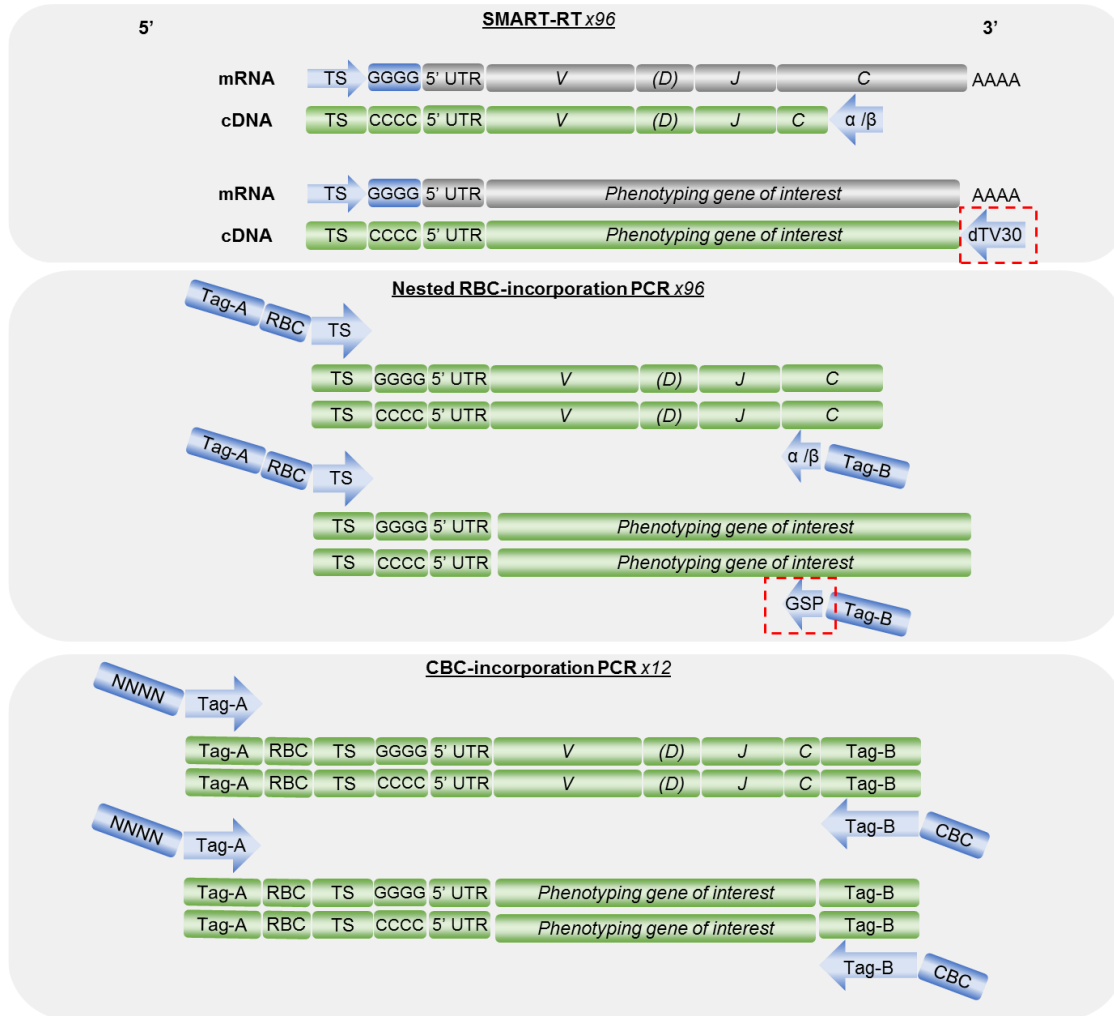 SMART-RT x96
5’ 3’
mRNA TS GGGG 5’ UTR V (D) J C AAAA
cDNA TS CCCC 5’ UTR V (D) J C α /β
mRNA TS GGGG 5’ UTR Phenotyping gene of interest AAAA
cDNA TS CCCC 5’ UTR Phenotyping gene of interest dTV30
Nested RBC-incorporation PCR x96
Tag-A RBC TS
TS GGGG 5’ UTR V (D) J C
TS CCCC 5’ UTR V (D) J C
Tag-A RBC TS α /β Tag-B
TS GGGG 5’ UTR Phenotyping gene of interest
TS CCCC 5’ UTR Phenotyping gene of interest
GSP Tag-B
CBC-incorporation PCR x12
NNNN Tag-A
Tag-A RBC TS GGGG 5’ UTR V (D) J C Tag-B
Tag-A RBC TS CCCC 5’ UTR V (D) J C Tag-B
NNNN Tag-A Tag-B CBC
Tag-A RBC TS GGGG 5’ UTR Phenotyping gene of interest Tag-B
Tag-A RBC TS CCCC 5’ UTR Phenotyping gene of interest Tag-B
Tag-B CBC